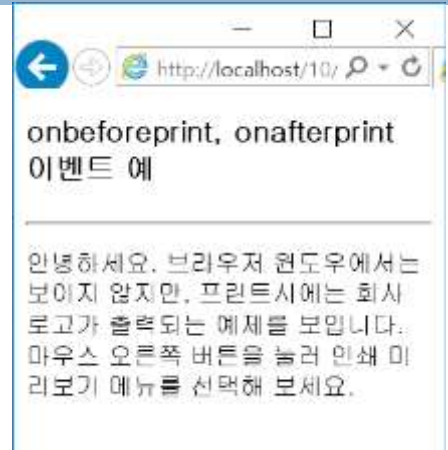 http://localhost/10/
onbeforeprint, onafterprint
이벤트 예
안녕하세요. 브라우저 윈도우에서는
보이지 않지만, 프린트시에는 회사
로고가 출력되는 예제를 보입니다.
마우스 오른쪽 버튼을 눌러 인쇄 미
리보기 메뉴를 선택해 보세요.